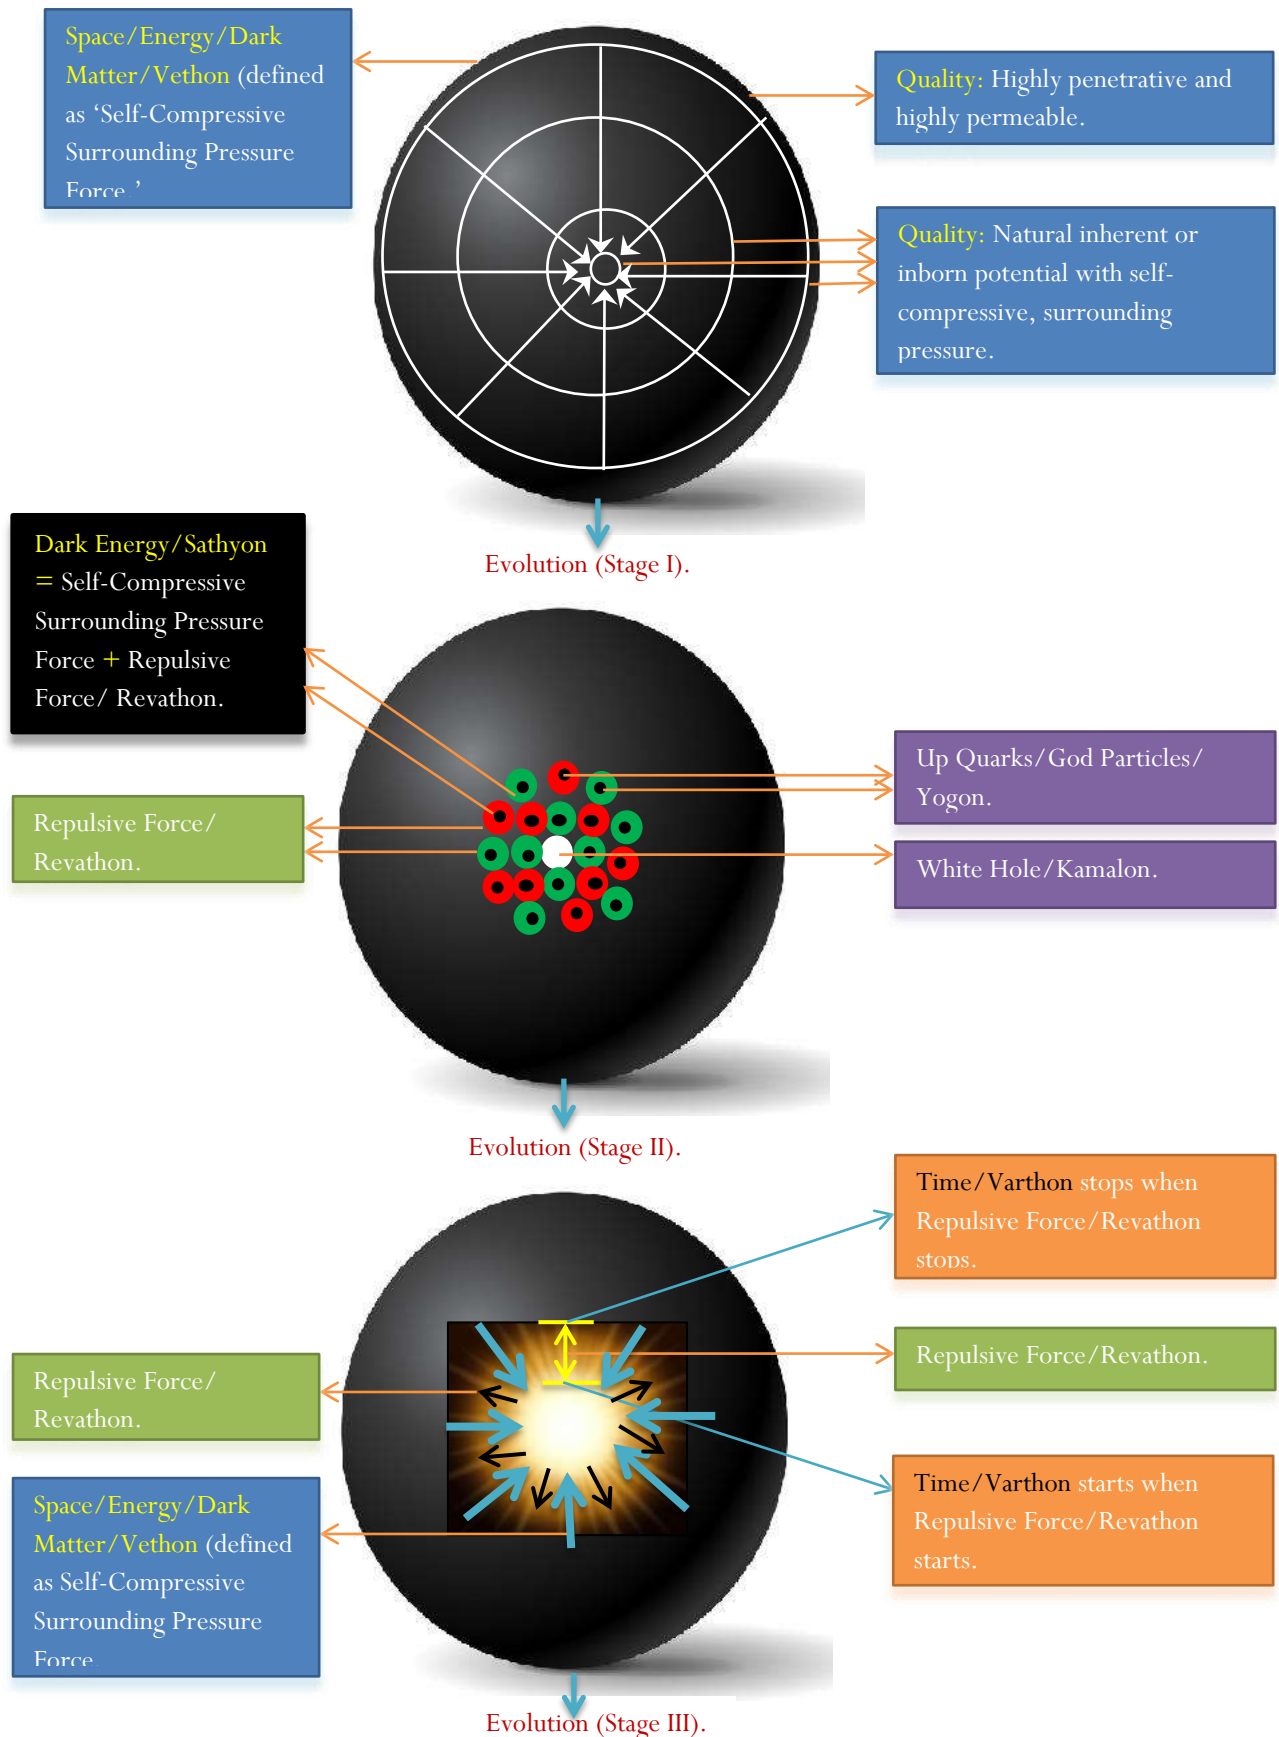 Space/Energy/Dark
Matter/Vethon (defined
as ‘Self-Compressive
Surrounding Pressure
Force.’
Quality: Highly penetrative and
highly permeable.
Quality: Natural inherent or
inborn potential with self-
compressive, surrounding
pressure.
Evolution (Stage I).
Dark Energy/Sathyon
= Self-Compressive
Surrounding Pressure
Force + Repulsive
Force/ Revathon.
Repulsive Force/
Revathon.
Up Quarks/God Particles/
Yogon.
White Hole/Kamalon.
Evolution (Stage II).
Time/Varthon stops when
Repulsive Force/Revathon
stops.
Repulsive Force/Revathon.
Repulsive Force/
Revathon.
Time/Varthon starts when
Repulsive Force/Revathon
starts.
Space/Energy/Dark
Matter/Vethon (defined
as Self-Compressive
Surrounding Pressure
Force.
Evolution (Stage III).